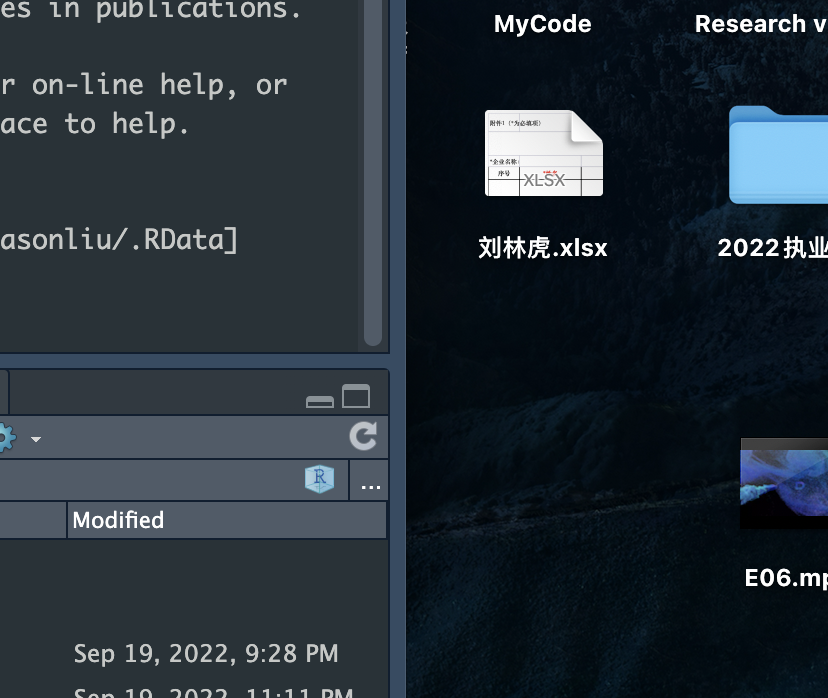 es in publications.
r on-line help, or
ace to help.
asonliu/.RData]
R
...
Modified
Sep 19, 2022, 9:28 PM
Sep 19, 2022, 11:11 PM
MyCode
Research v
附件1（*为必填项）
*企业名称:
序号
XLSX
刘林虎.xlsx
2022执业
E06.mp